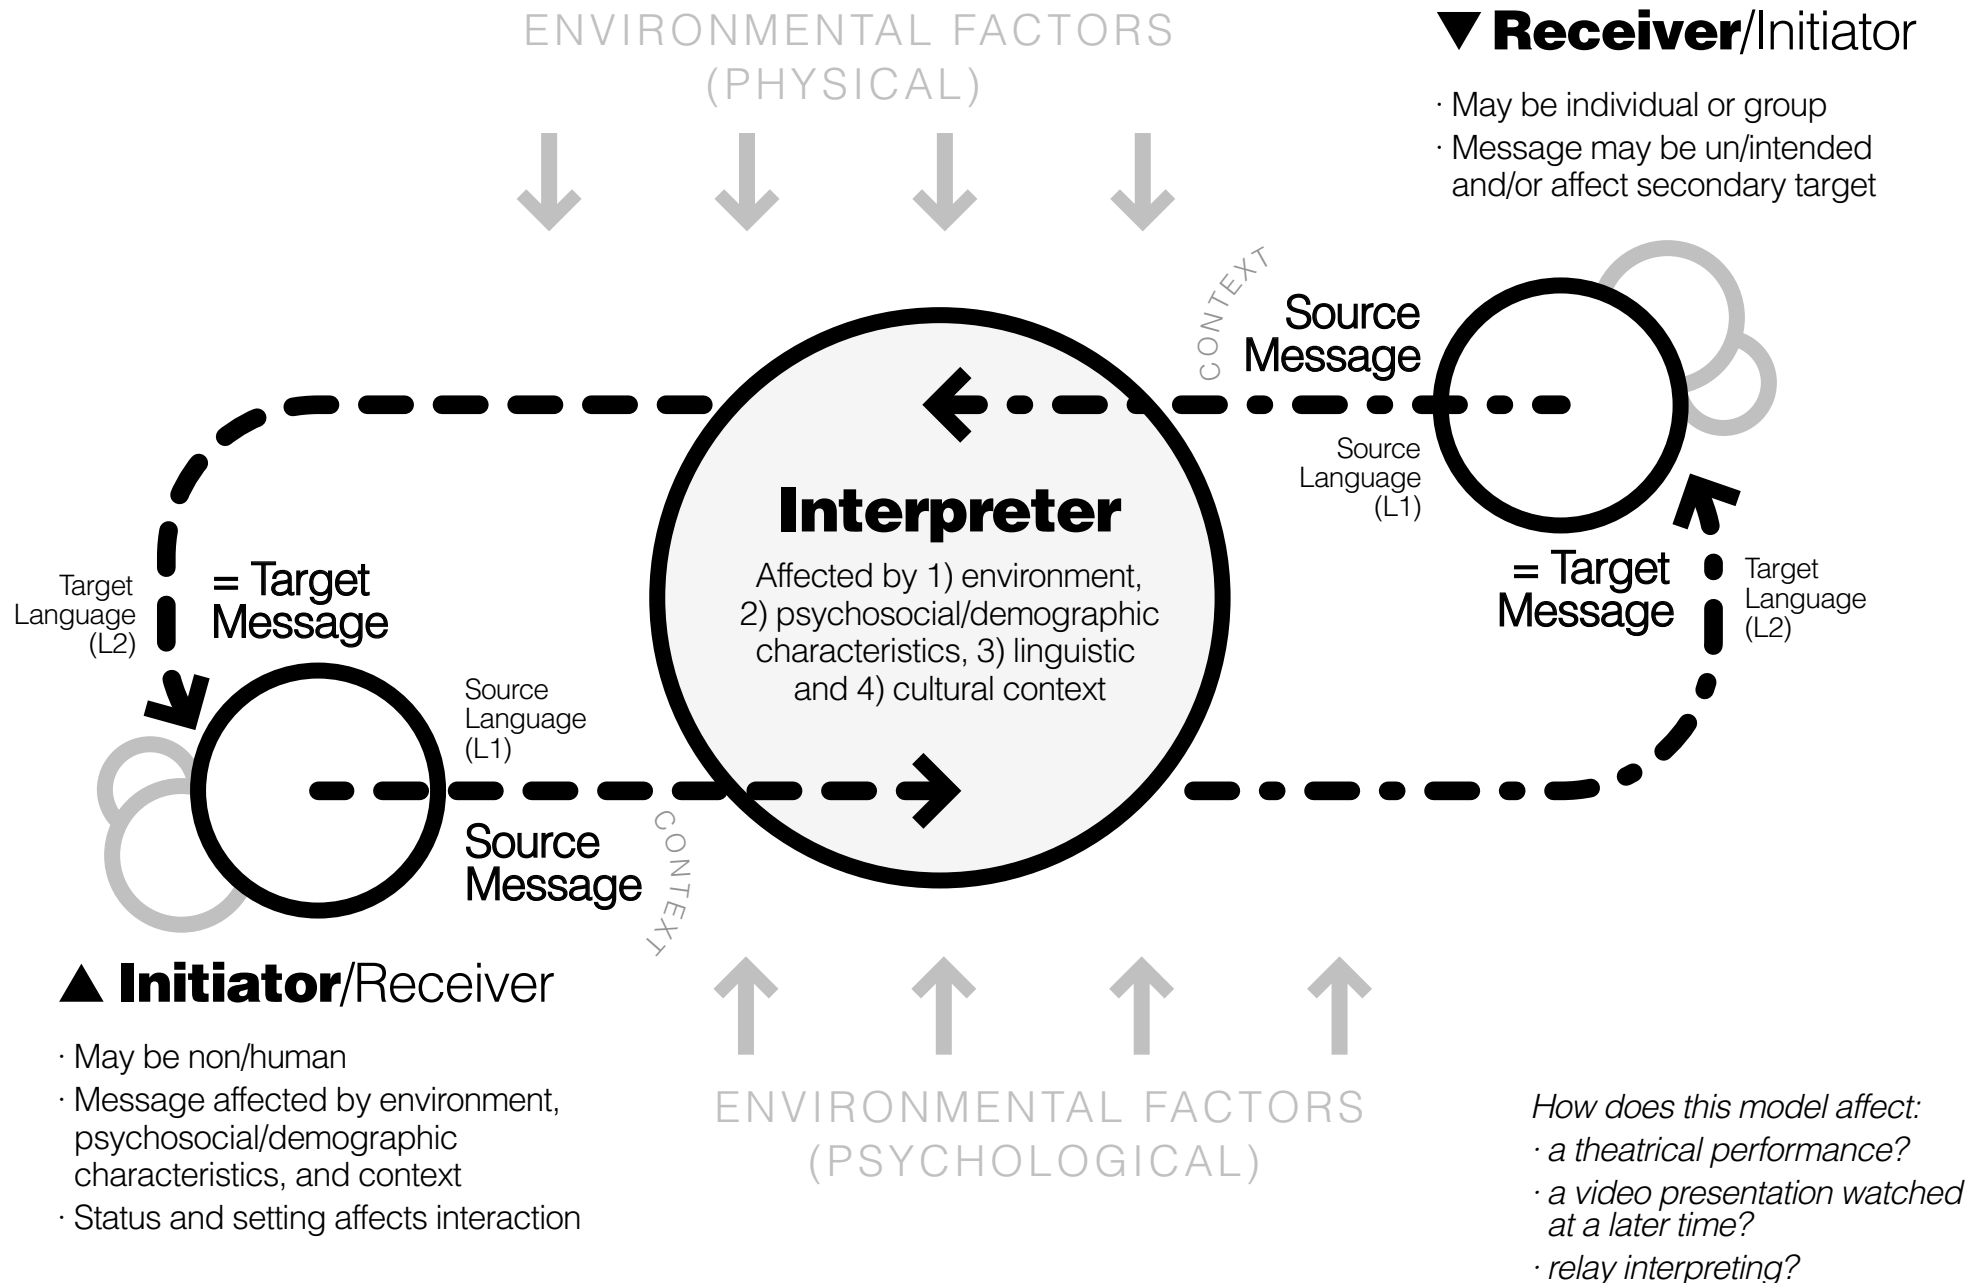 ENVIRONMENTAL FACTORS
(PHYSICAL)
▼ Receiver/Initiator
· May be individual or group
· Message may be un/intended
and/or affect secondary target
CONTEXT
Source
Message
Source
Language
(L1)
Interpreter
Affected by 1) environment,
2) psychosocial/demographic
characteristics, 3) linguistic
and 4) cultural context
= Target
Message
Target
Language
(L2)
Target
Language
(L2)
= Target
Message
Source
Language
(L1)
Source
Message
CONTEXT
▲ Initiator/Receiver
· May be non/human
· Message affected by environment,
psychosocial/demographic
characteristics, and context
· Status and setting affects interaction
ENVIRONMENTAL FACTORS
(PSYCHOLOGICAL)
How does this model affect:
· a theatrical performance?
· a video presentation watched
at a later time?
· relay interpreting?